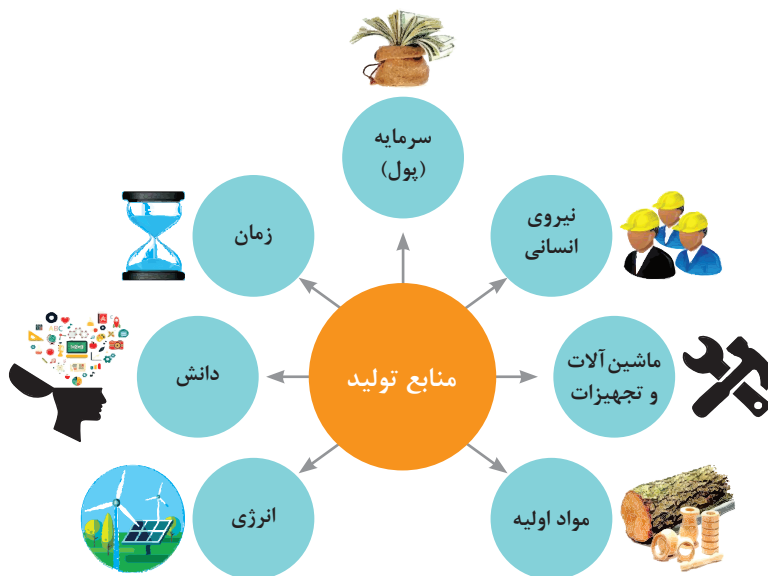 سرمایه
(پول)
نیروی
انسانی
زمان
ماشین آلات
و تجهیزات
منابع تولید
دانش
مواد اولیه
انرژی